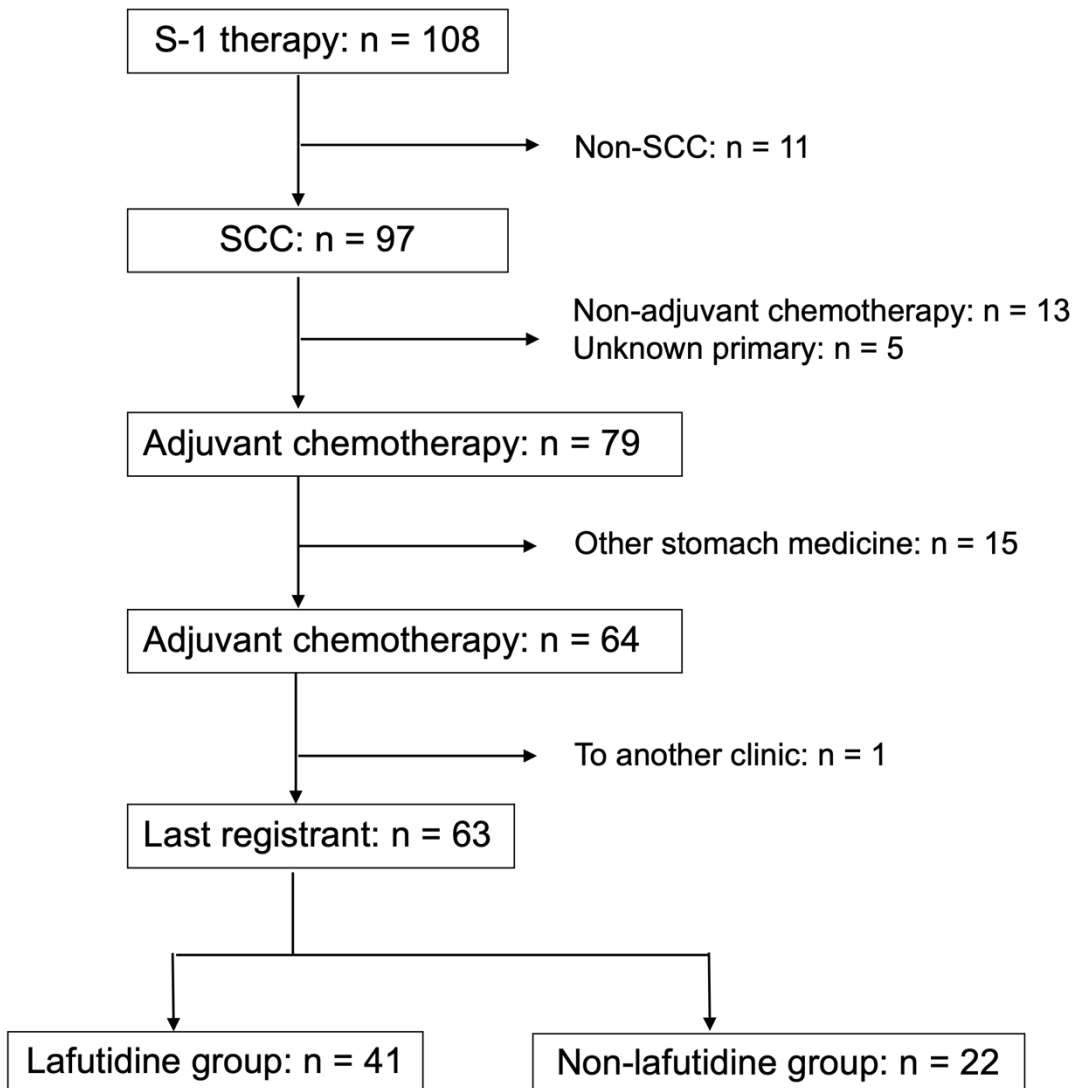 S-1 therapy: n = 108
Non-SCC: n = 11
SCC: n = 97
Non-adjuvant chemotherapy: n = 13
Unknown primary: n = 5
Adjuvant chemotherapy: n = 79
Other stomach medicine: n = 15
Adjuvant chemotherapy: n = 64
To another clinic: n = 1
Last registrant: n = 63
Lafutidine group: n = 41
Non-lafutidine group: n = 22